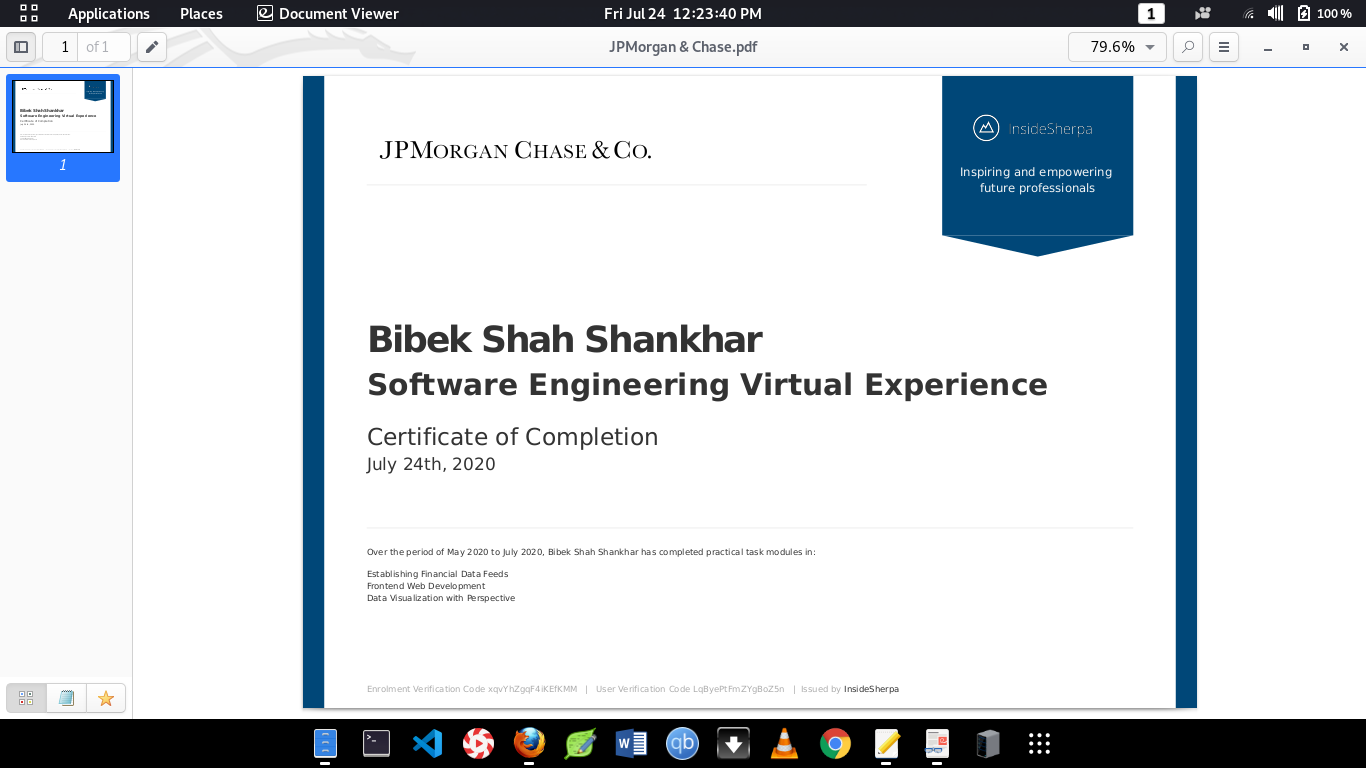 Applications Places Document Viewer Fri Jul 24 12:23:40 PM 1 100 %
1 of 1 JPMorgan & Chase.pdf 79.6%
1
JPMORGAN CHASE & CO.
InsideSherpa
Inspiring and empowering
future professionals
Bibek Shah Shankhar
Software Engineering Virtual Experience
Certificate of Completion
July 24th, 2020
Over the period of May 2020 to July 2020, Bibek Shah Shankhar has completed practical task modules in:
Establishing Financial Data Feeds
Frontend Web Development
Data Visualization with Perspective
Enrolment Verification Code xqvYhZgqF4iKEfKMM | User Verification Code LqByePtFmZYgBoZ5n | Issued by InsideSherpa
W qb